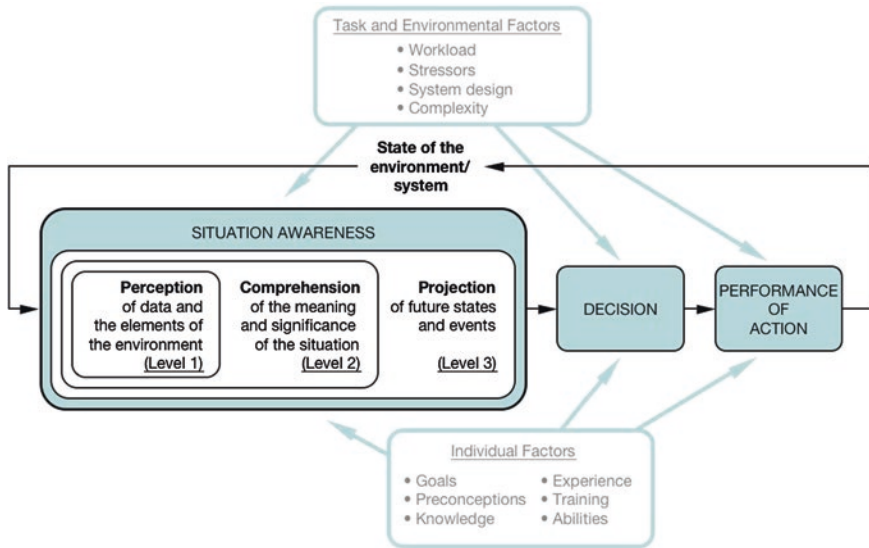 Task and Environmental Factors
• Workload
• Stressors
• System design
• Complexity
State of the
environment/
system
SITUATION AWARENESS
Perception
of data and
the elements of
the environment
(Level 1)
Comprehension
of the meaning
and significance
of the situation
(Level 2)
Projection
of future states
and events
(Level 3)
DECISION
PERFORMANCE
OF
ACTION
Individual Factors
• Goals
• Preconceptions
• Knowledge
• Experience
• Training
• Abilities